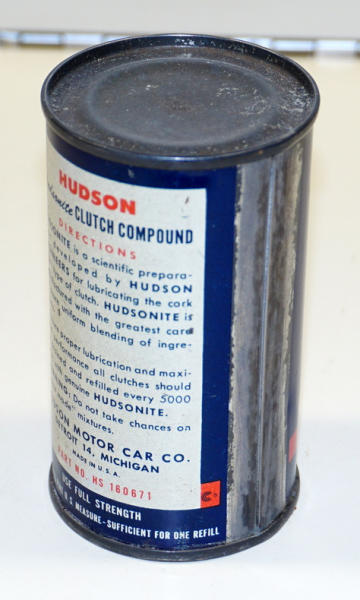 HUDSON
CLUTCH COMPOUND
DIRECTIONS
is a scientific prepara-
developed by HUDSON
for lubricating the cork
type of clutch. HUDSONITE is
with the greatest care
uniform blending of ingre-
proper lubrication and maxi-
performance all clutches should
and refilled every 5000
genuine HUDSONITE.
Do not take chances on
mixtures.
MOTOR CAR CO.
14, MICHIGAN
MADE IN U.S.A.
PART NO. HS 160671
USE FULL STRENGTH
U.S. MEASURE-SUFFICIENT FOR ONE REFILL